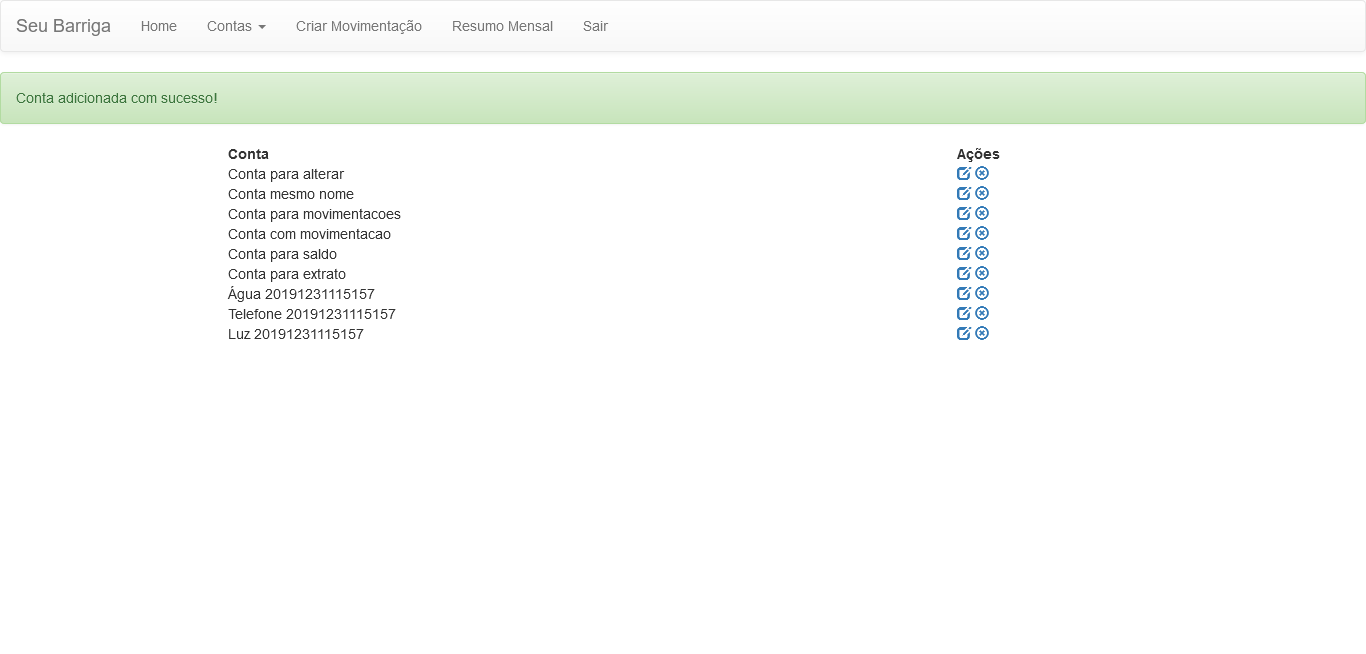 Seu Barriga Home Contas Criar Movimentação Resumo Mensal Sair
Conta adicionada com sucesso!
Conta Ações
Conta para alterar
Conta mesmo nome
Conta para movimentacoes
Conta com movimentacao
Conta para saldo
Conta para extrato
Água 20191231115157
Telefone 20191231115157
Luz 20191231115157